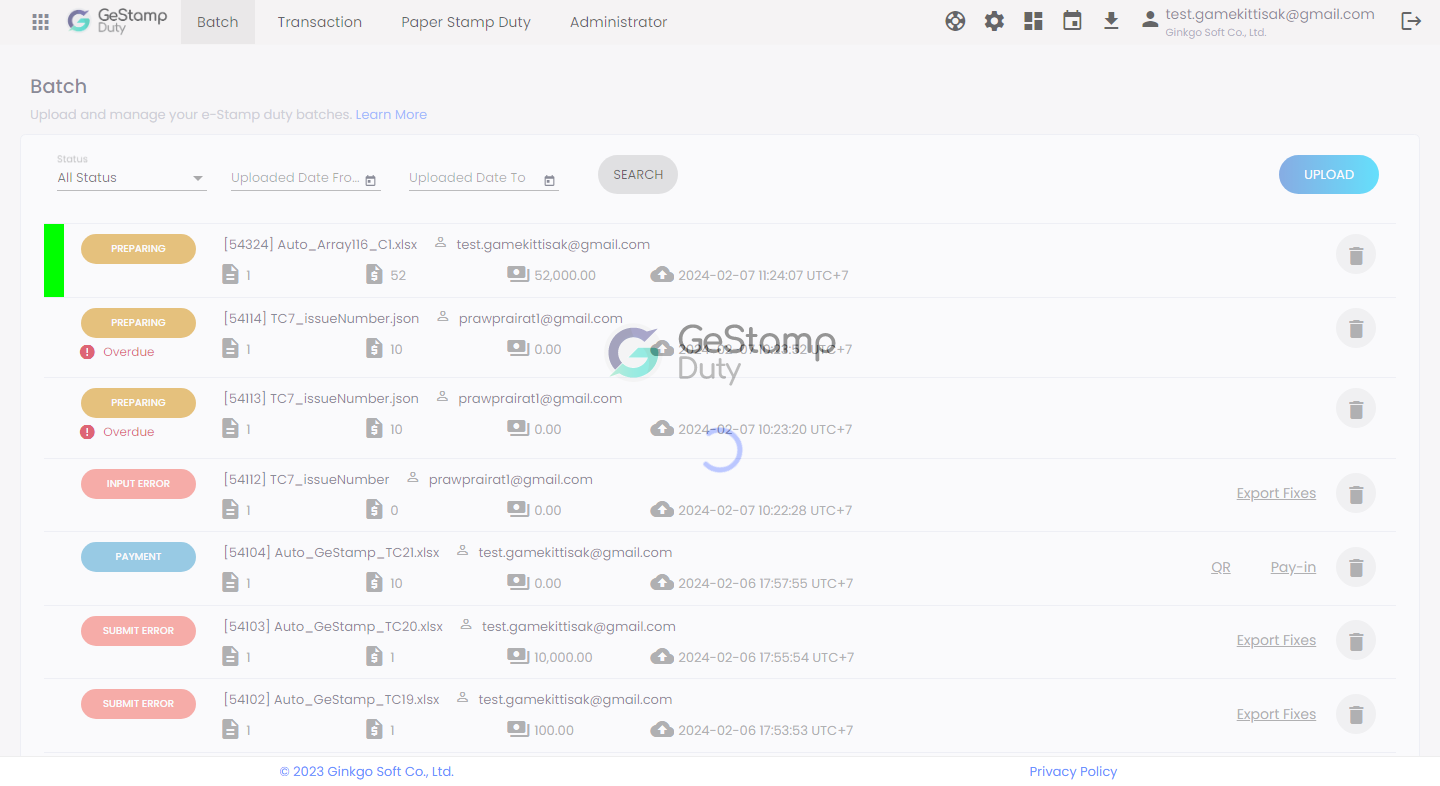 GeStamp Duty Batch Transaction Paper Stamp Duty Administrator test.gamekittisak@gmail.com
Ginkgo Soft Co., Ltd.
Batch
Upload and manage your e-Stamp duty batches. Learn More
Status
All Status Uploaded Date Fro... Uploaded Date To SEARCH UPLOAD
PREPARING [54324] Auto_Array116_C1.xlsx test.gamekittisak@gmail.com
1 52 52,000.00 2024-02-07 11:24:07 UTC+7
PREPARING [54114] TC7_issueNumber.json prawprairat1@gmail.com
Overdue 1 10 0.00 2024-02-07 10:23:52 UTC+7
GeStamp
Duty
PREPARING [54113] TC7_issueNumber.json prawprairat1@gmail.com
Overdue 1 10 0.00 2024-02-07 10:23:20 UTC+7
INPUT ERROR [54112] TC7_issueNumber prawprairat1@gmail.com
Export Fixes
1 0 0.00 2024-02-07 10:22:28 UTC+7
PAYMENT [54104] Auto_GeStamp_TC21.xlsx test.gamekittisak@gmail.com
QR Pay-in
1 10 0.00 2024-02-06 17:57:55 UTC+7
SUBMIT ERROR [54103] Auto_GeStamp_TC20.xlsx test.gamekittisak@gmail.com
Export Fixes
1 1 10,000.00 2024-02-06 17:55:54 UTC+7
SUBMIT ERROR [54102] Auto_GeStamp_TC19.xlsx test.gamekittisak@gmail.com
Export Fixes
1 1 100.00 2024-02-06 17:53:53 UTC+7
© 2023 Ginkgo Soft Co., Ltd. Privacy Policy